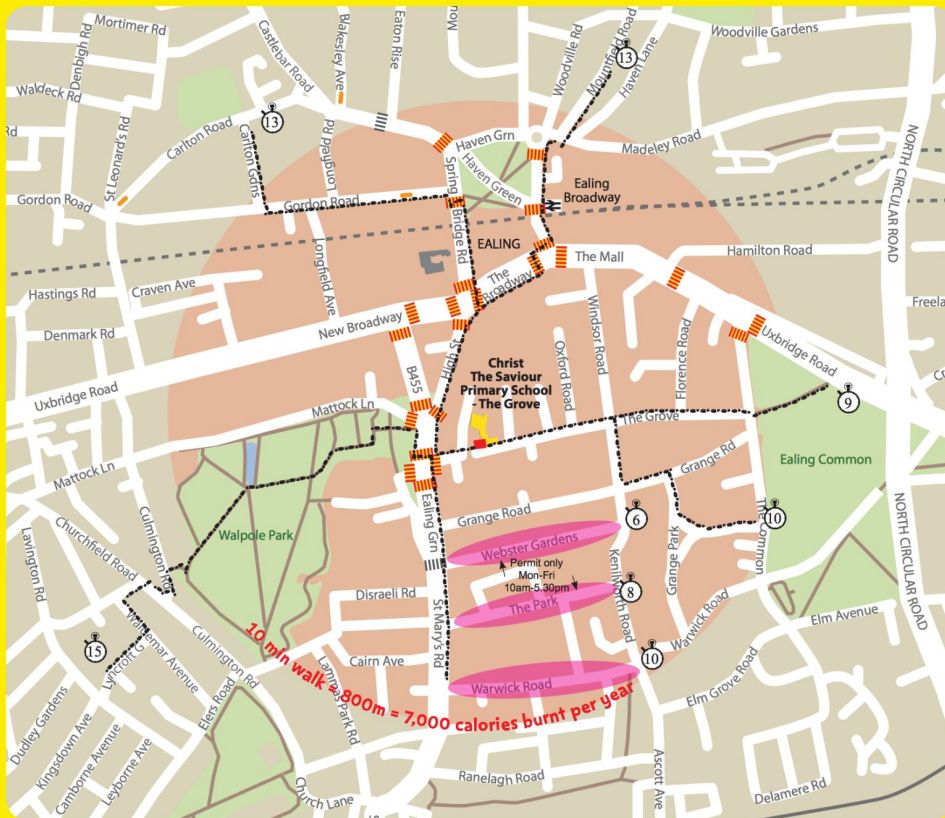 Mortimer Rd
Denbigh Rd
Waldeck Rd
Rd
St Leonards Rd
Castlebar Road
Blakesley Ave
Eaton Rise
Woodville Rd
Mountfield Road
13
Haven Lane
Woodville Gardens
13
Carlton Road
Carlton Gdns
Longfield Rd
Haven Grn
Madeley Road
NORTH CIRCULAR ROAD
Gordon Road
Gordon Road
Spring
Bridge Rd
Haven Green
Ealing
Broadway
EALING
Longfield Ave
The Mall
Hamilton Road
Hastings Rd
Craven Ave
The
Broadway
Denmark Rd
New Broadway
Windsor Road
Florence Road
Uxbridge Road
Oxford Road
High St
B455
Christ
The Saviour
Primary School
- The Grove
Uxbridge Road
Mattock Ln
9
The Grove
Mattock Ln
Grange Rd
Ealing Common
Culmington Rd
Walpole Park
Ealing Grn
Grange Road
6
10
The Common
NORTH CIRCULAR ROAD
Lavington Rd
Churchfield Road
Webster Gardens
Permit only
Mon-Fri
10am-5.30pm
Kenilworth Road
Grange Park
8
Disraeli Rd
The Park
St Mary's Rd
Warwick Road
Elm Avenue
15
Lyncroft G
Waldemar Avenue
Culmington Rd
Cairn Ave
10
Elm Grove Road
Warwick Road
10 min walk = 800m = 7,000 calories burnt per year
Elers Road
Lammas Park Rd
Dudley Gardens
Kingsdown Ave
Camborne Avenue
Leyborne Ave
Church Lane
Ranelagh Road
Ascott Ave
Delamere Rd